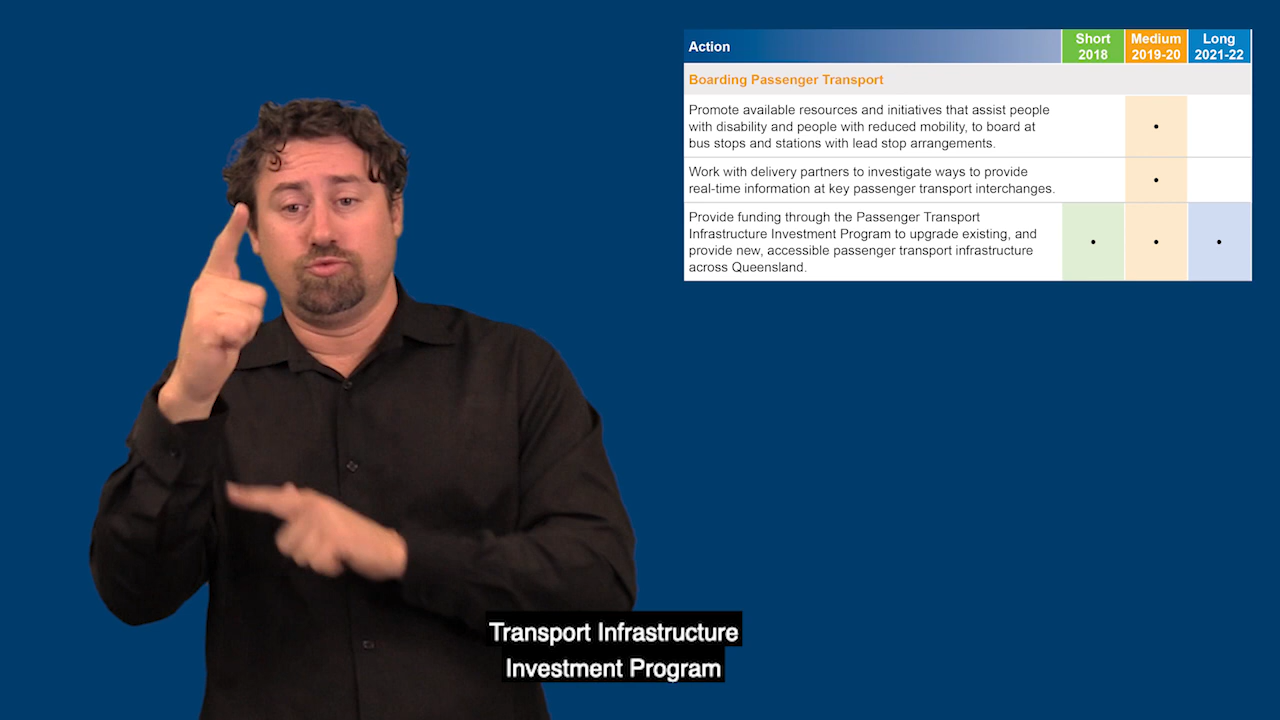 Action
Short
2018
Medium
2019-20
Long
2021-22
Boarding Passenger Transport
Promote available resources and initiatives that assist people
with disability and people with reduced mobility, to board at
bus stops and stations with lead stop arrangements.
•
Work with delivery partners to investigate ways to provide
real-time information at key passenger transport interchanges.
•
Provide funding through the Passenger Transport
Infrastructure Investment Program to upgrade existing, and
provide new, accessible passenger transport infrastructure
across Queensland.
• • •
Transport Infrastructure
Investment Program